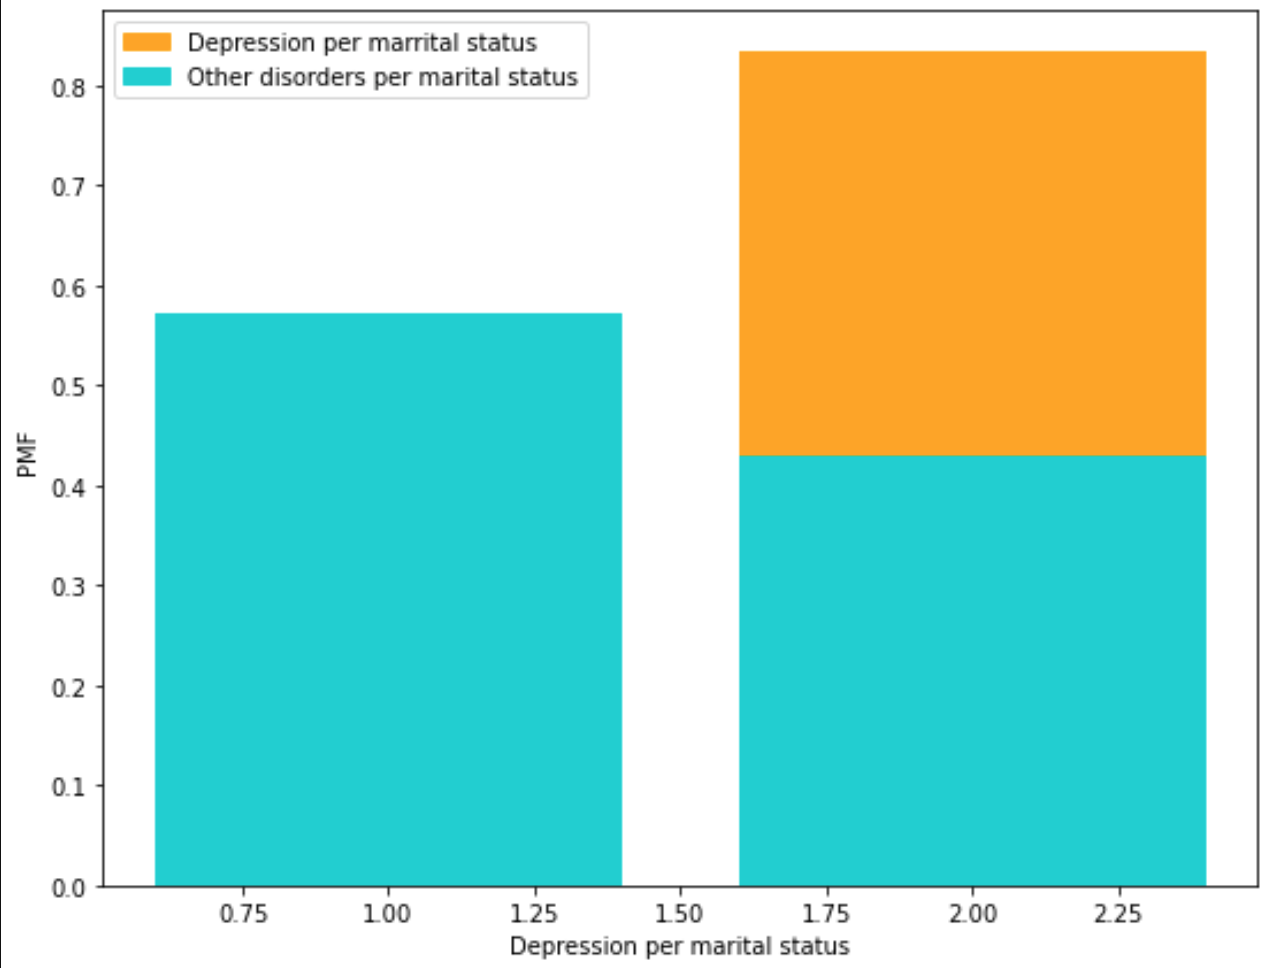 Depression per marrital status
Other disorders per marital status
PMF
0.8
0.7
0.6
0.5
0.4
0.3
0.2
0.1
0.0
0.75 1.00 1.25 1.50 1.75 2.00 2.25
Depression per marital status